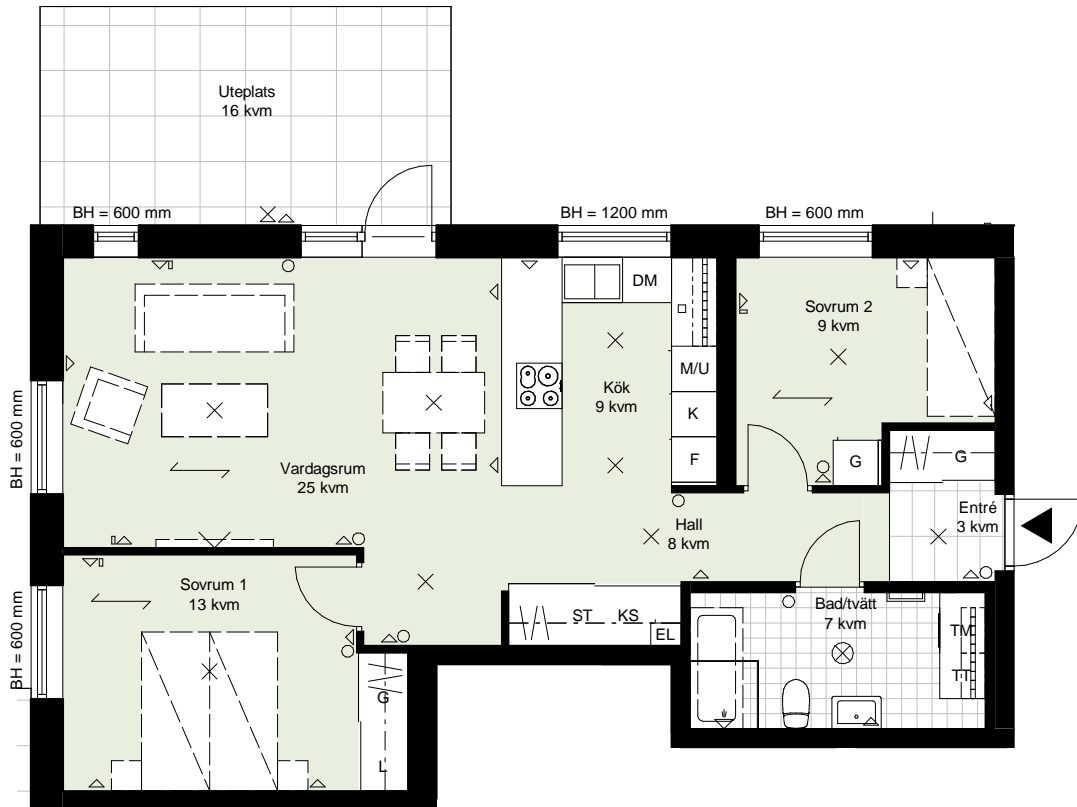 Uteplats
16 kvm
BH = 600 mm
BH = 1200 mm
BH = 600 mm
DM
Sovrum 2
9 kvm
M/U
Kök
9 kvm
K
BH = 600 mm
F
G
G
Vardagsrum
25 kvm
Entré
3 kvm
Hall
8 kvm
Sovrum 1
13 kvm
BH = 600 mm
ST
KS
EL
Bad/tvätt
7 kvm
TM
TT
G
L